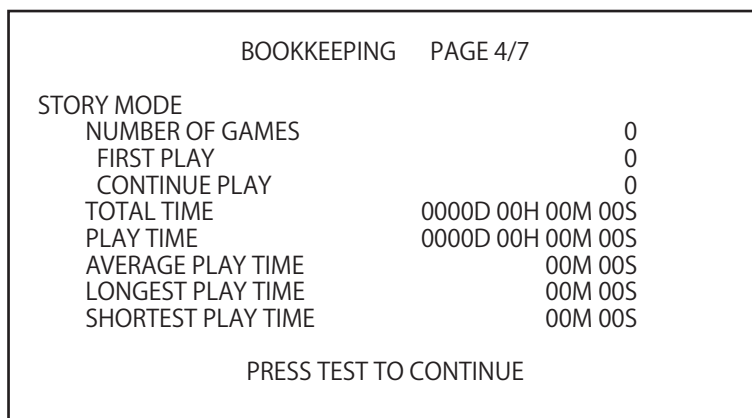 BOOKKEEPING PAGE 4/7
STORY MODE
NUMBER OF GAMES 0
FIRST PLAY 0
CONTINUE PLAY 0
TOTAL TIME 0000D 00H 00M 00S
PLAY TIME 0000D 00H 00M 00S
AVERAGE PLAY TIME 00M 00S
LONGEST PLAY TIME 00M 00S
SHORTEST PLAY TIME 00M 00S
PRESS TEST TO CONTINUE